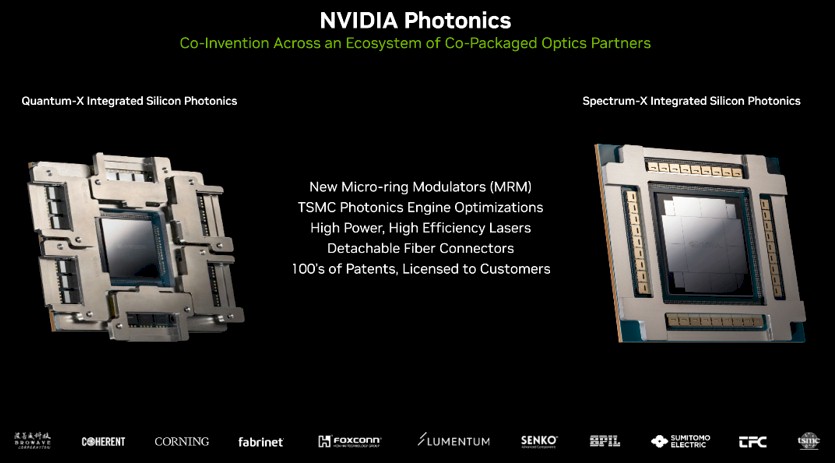 NVIDIA Photonics
Co-Invention Across an Ecosystem of Co-Packaged Optics Partners
Quantum-X Integrated Silicon Photonics
Spectrum-X Integrated Silicon Photonics
New Micro-ring Modulators (MRM)
TSMC Photonics Engine Optimizations
High Power, High Efficiency Lasers
Detachable Fiber Connectors
100's of Patents, Licensed to Customers
BROWAVE
CORPORATION
COHERENT
CORNING
fabrinet
FOXCONN
LUMENTUM
SENKO
SPIL
SUMITOMO
ELECTRIC
TFC
tsmc